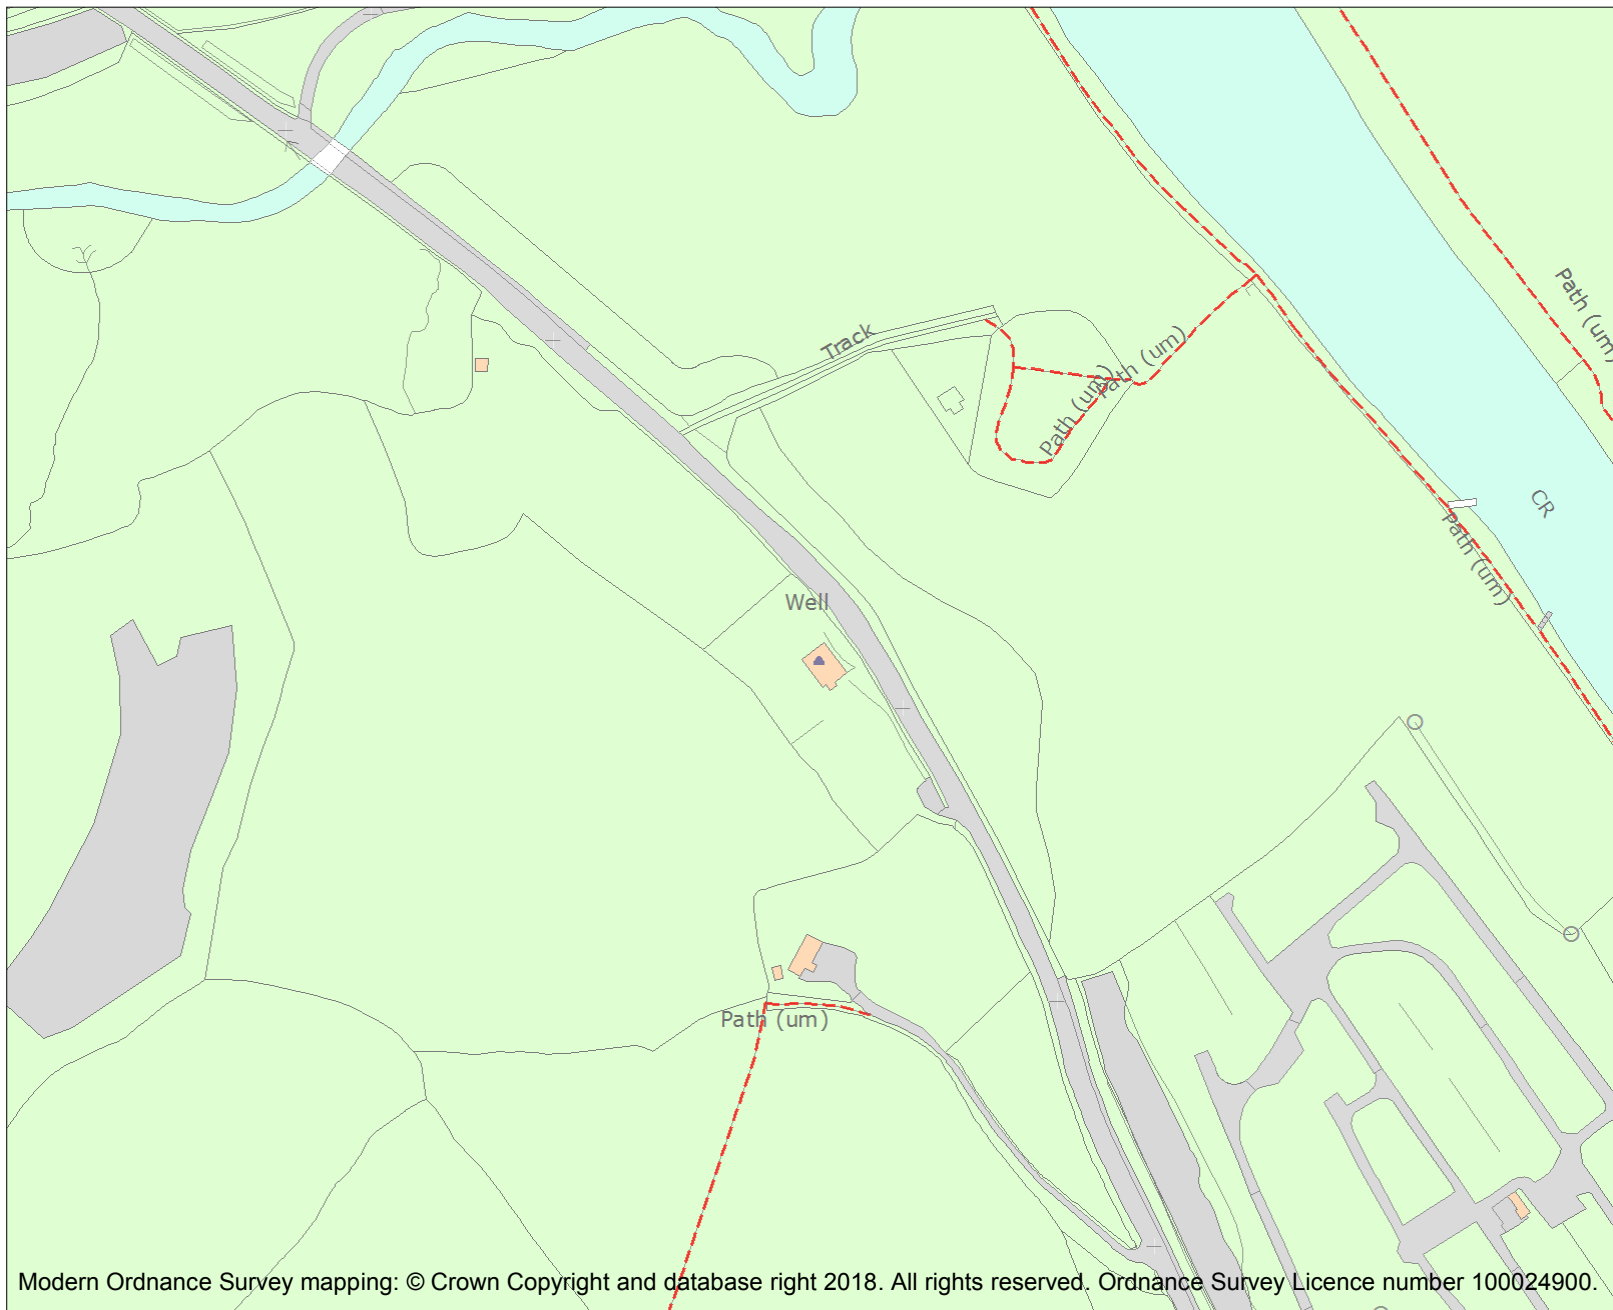 Path (um)
Track
Path (um)
Path (um)
CR
Path (um)
Well
Path (um)
Modern Ordnance Survey mapping: © Crown Copyright and database right 2018. All rights reserved. Ordnance Survey Licence number 100024900.